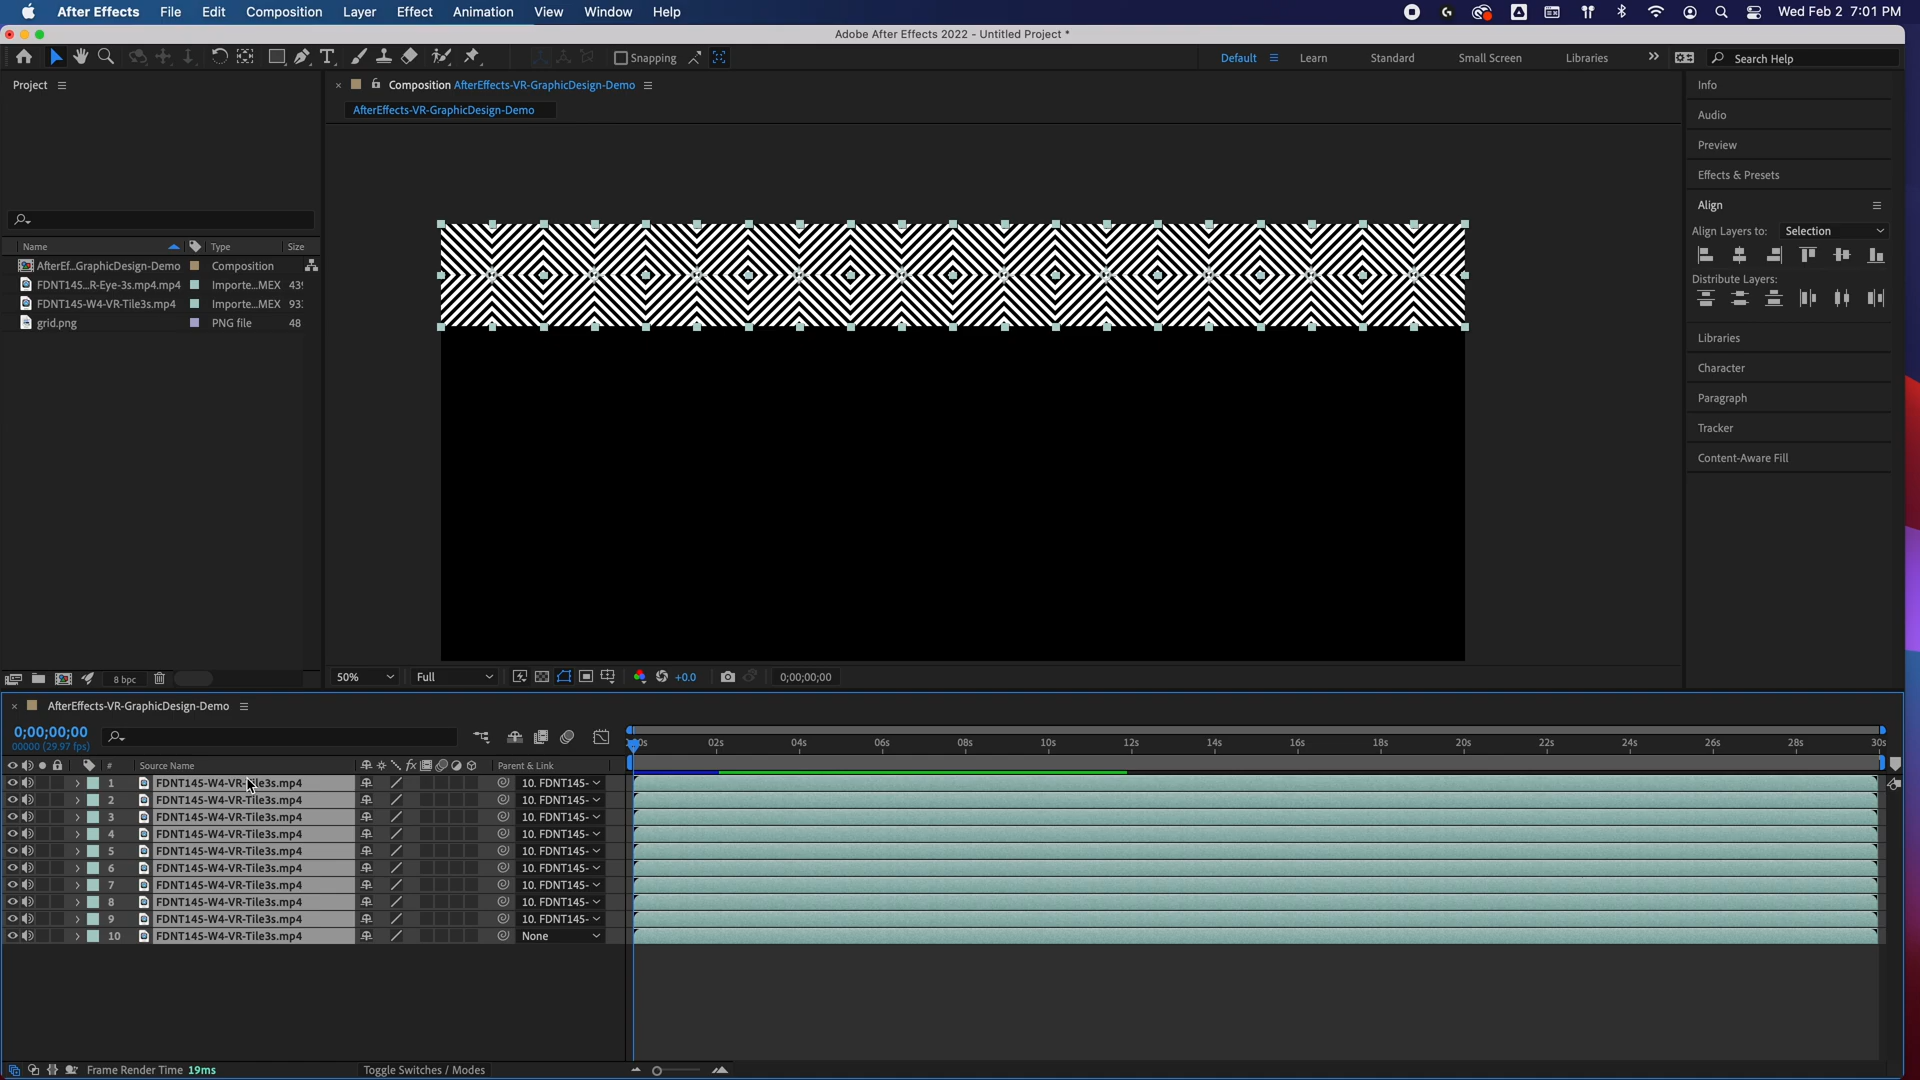 After Effects File Edit Composition Layer Effect Animation View Window Help Wed Feb 2 7:01 PM
Adobe After Effects 2022 - Untitled Project *
Snapping Default Learn Standard Small Screen Libraries Search Help
Project
Composition AfterEffects-VR-GraphicDesign-Demo
AfterEffects-VR-GraphicDesign-Demo
Name Type Size
AfterEf...GraphicDesign-Demo Composition
FDNT145...R-Eye-3s.mp4.mp4 Importe...MEX 43
FDNT145-W4-VR-Tile3s.mp4 Importe...MEX 93
grid.png PNG file 48
Info
Audio
Preview
Effects & Presets
Align
Align Layers to: Selection
Distribute Layers:
Libraries
Character
Paragraph
Tracker
Content-Aware Fill
8 bpc
50% Full +0.0 0;00;00;00
AfterEffects-VR-GraphicDesign-Demo
0;00;00;00
00000 (29.97 fps)
02s 04s 06s 08s 10s 12s 14s 16s 18s 20s 22s 24s 26s 28s 30s
# Source Name fx Parent & Link
1 FDNT145-W4-VR-Tile3s.mp4 10. FDNT145-
2 FDNT145-W4-VR-Tile3s.mp4 10. FDNT145-
3 FDNT145-W4-VR-Tile3s.mp4 10. FDNT145-
4 FDNT145-W4-VR-Tile3s.mp4 10. FDNT145-
5 FDNT145-W4-VR-Tile3s.mp4 10. FDNT145-
6 FDNT145-W4-VR-Tile3s.mp4 10. FDNT145-
7 FDNT145-W4-VR-Tile3s.mp4 10. FDNT145-
8 FDNT145-W4-VR-Tile3s.mp4 10. FDNT145-
9 FDNT145-W4-VR-Tile3s.mp4 10. FDNT145-
10 FDNT145-W4-VR-Tile3s.mp4 None
Frame Render Time 19ms Toggle Switches / Modes